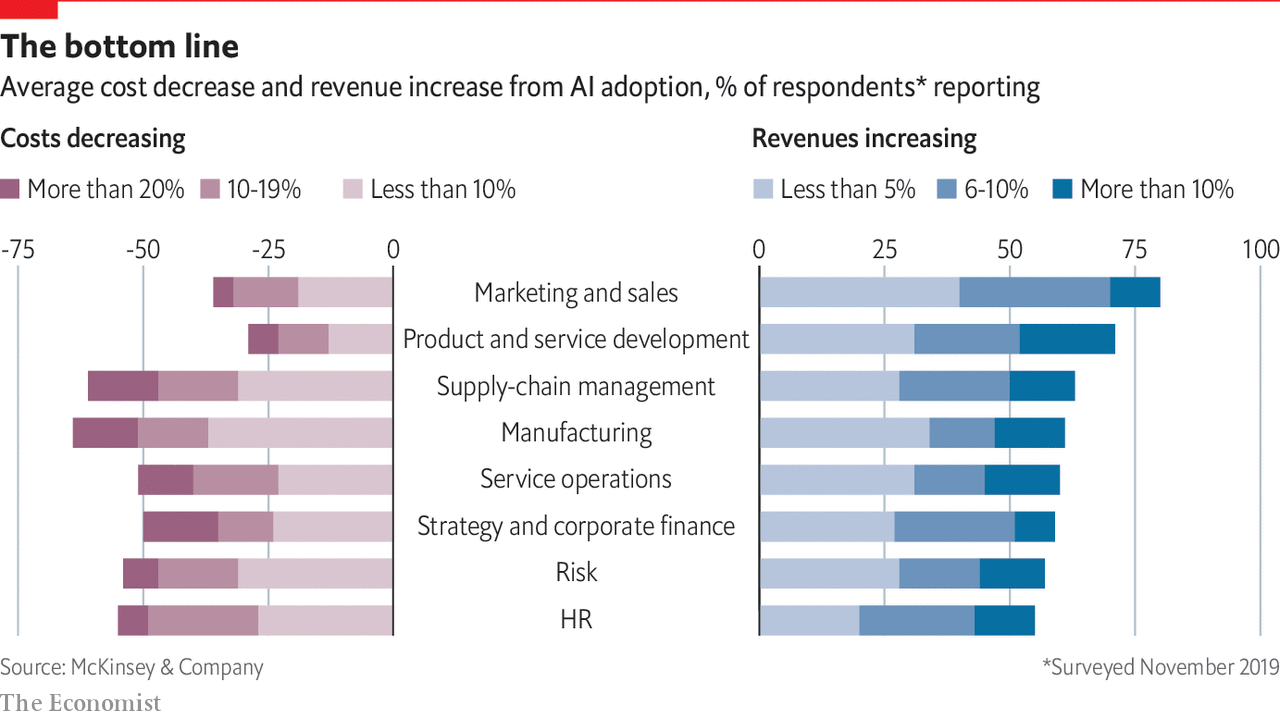 The bottom line
Average cost decrease and revenue increase from AI adoption, % of respondents* reporting
Costs decreasing
More than 20% 10-19% Less than 10%
-75 -50 -25 0
Revenues increasing
Less than 5% 6-10% More than 10%
0 25 50 75 100
Marketing and sales
Product and service development
Supply-chain management
Manufacturing
Service operations
Strategy and corporate finance
Risk
HR
Source: McKinsey & Company
*Surveyed November 2019
The Economist